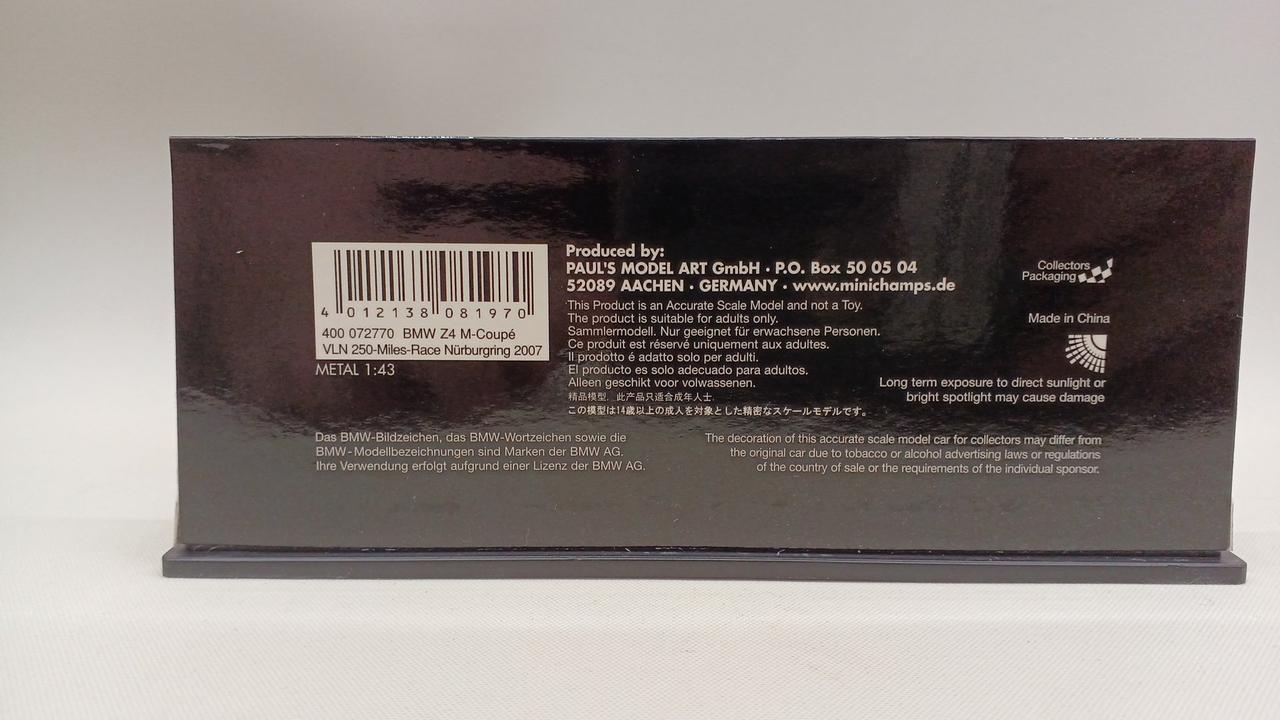 4 012138 081970
400 072770 BMW Z4 M-Coupé
VLN 250-Miles-Race Nürburgring 2007
METAL 1:43
Produced by:
PAUL'S MODEL ART GmbH · P.O. Box 50 05 04
52089 AACHEN · GERMANY · www.minichamps.de
This Product is an Accurate Scale Model and not a Toy.
The product is suitable for adults only.
Sammlermodell. Nur geeignet für erwachsene Personen.
Ce produit est réservé uniquement aux adultes.
Il prodotto é adatto solo per adulti.
El producto es solo adecuado para adultos.
Alleen geschikt voor volwassenen.
精品模型. 此产品只适合成年人士.
この模型は14歳以上の成人を対象とした精密なスケールモデルです。
Collectors
Packaging
Made in China
Long term exposure to direct sunlight or
bright spotlight may cause damage
Das BMW-Bildzeichen, das BMW-Wortzeichen sowie die
BMW-Modellbezeichnungen sind Marken der BMW AG.
Ihre Verwendung erfolgt aufgrund einer Lizenz der BMW AG.
The decoration of this accurate scale model car for collectors may differ from
the original car due to tobacco or alcohol advertising laws or regulations
of the country of sale or the requirements of the individual sponsor.